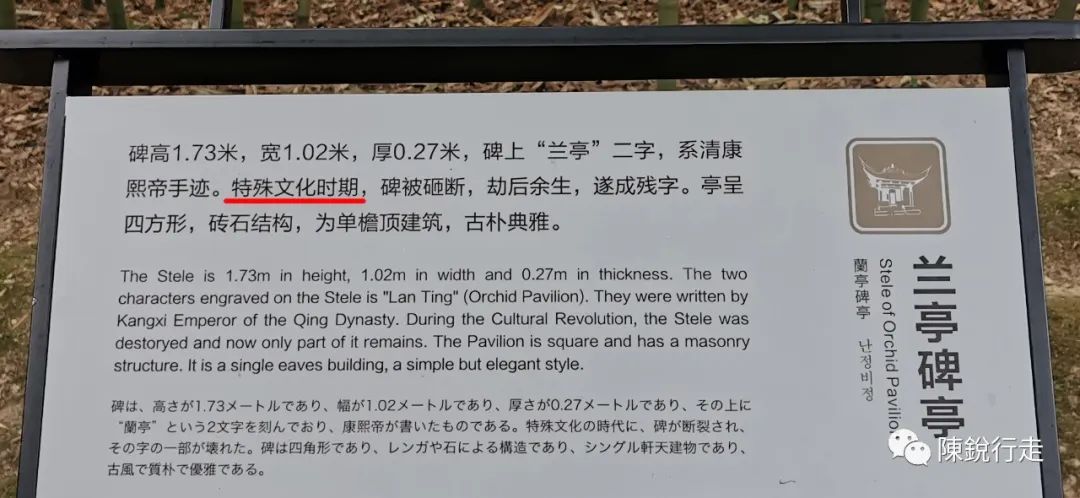 碑高1.73米，宽1.02米，厚0.27米，碑上“兰亭”二字，系清康
熙帝手迹。特殊文化时期，碑被砸断，劫后余生，遂成残字。亭呈
四方形，砖石结构，为单檐顶建筑，古朴典雅。
The Stele is 1.73m in height, 1.02m in width and 0.27m in thickness. The two
characters engraved on the Stele is "Lan Ting" (Orchid Pavilion). They were written by
Kangxi Emperor of the Qing Dynasty. During the Cultural Revolution, the Stele was
destoryed and now only part of it remains. The Pavilion is square and has a masonry
structure. It is a single eaves building, a simple but elegant style.
碑は、高さが1.73メートルであり、幅が1.02メートルであり、厚さが0.27メートルであり、その上に
“蘭亭”という2文字を刻んでおり、康熙帝が書いたものである。特殊文化の時代に、碑が断裂され、
その字の一部が壊れた。碑は四角形であり、レンガや石による構造であり、シングル軒天建物であり、
古風で質朴で優雅である。
兰亭碑亭
Stele of Orchid Pavilion
蘭亭碑亭 난정비정
陳銳行走